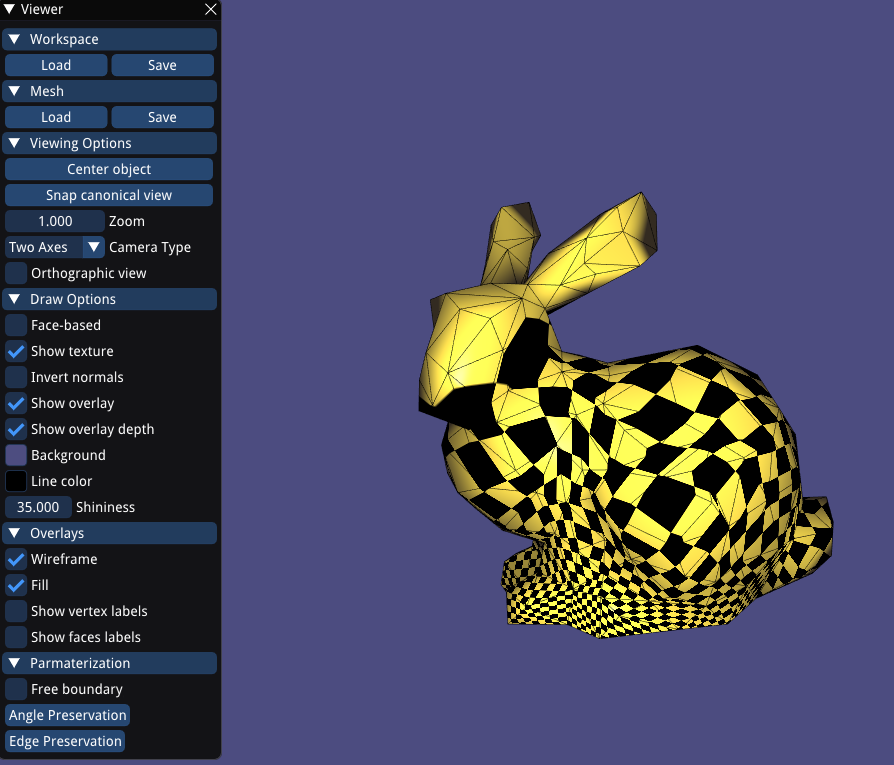 Viewer
Workspace
Load Save
Mesh
Load Save
Viewing Options
Center object
Snap canonical view
1.000 Zoom
Two Axes Camera Type
Orthographic view
Draw Options
Face-based
Show texture
Invert normals
Show overlay
Show overlay depth
Background
Line color
35.000 Shininess
Overlays
Wireframe
Fill
Show vertex labels
Show faces labels
Parmaterization
Free boundary
Angle Preservation
Edge Preservation